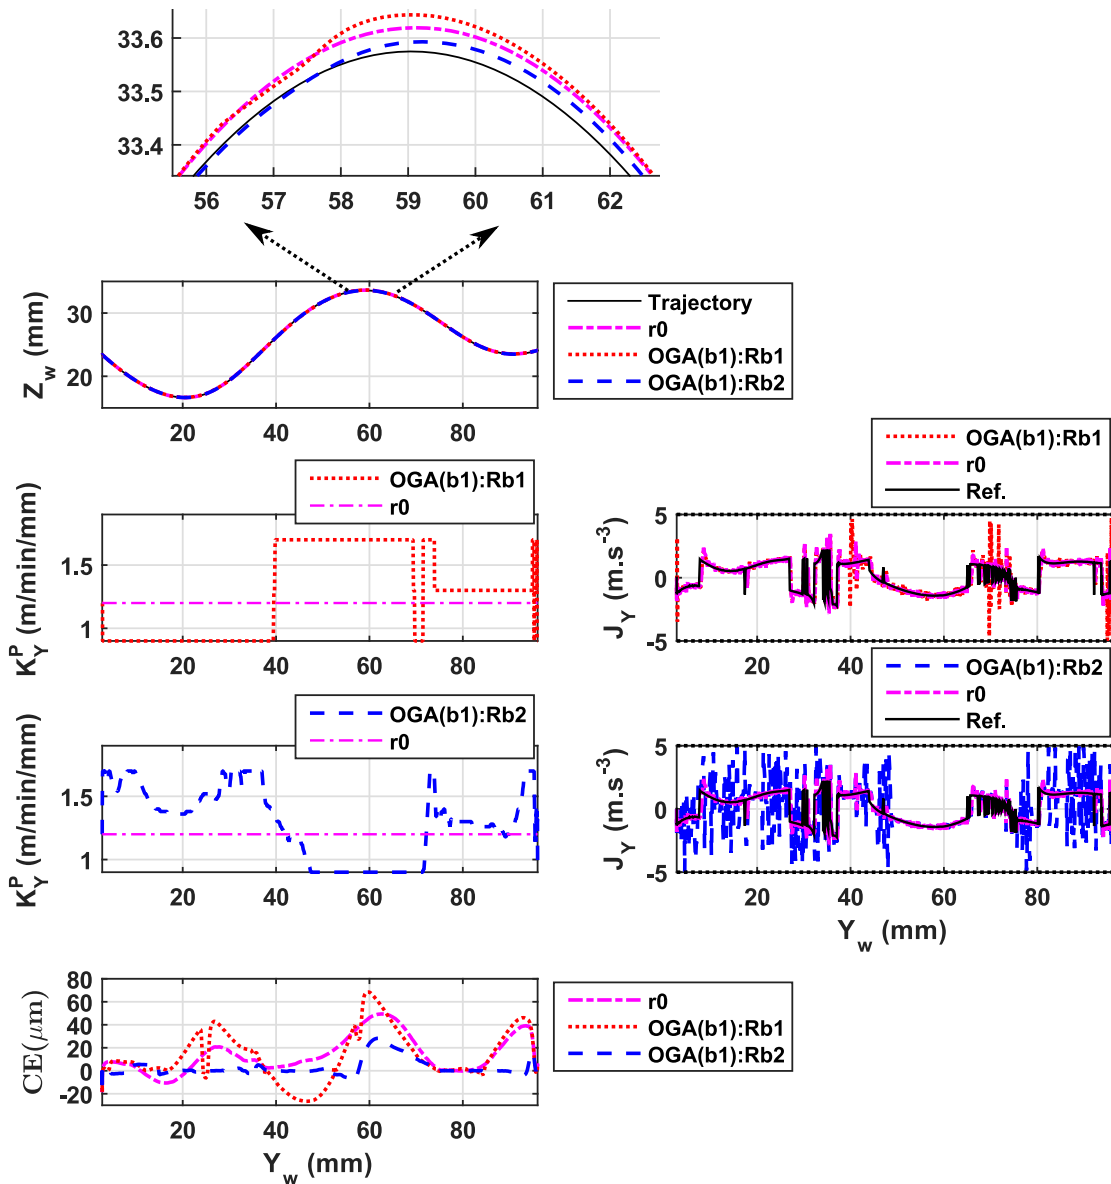 33.6
33.5
33.4
56 57 58 59 60 61 62
Z_w (mm)
30
20
20 40 60 80
Trajectory
r0
OGA(b1):Rb1
OGA(b1):Rb2
K_Y^P (m/min/mm)
1.5
1
20 40 60 80
OGA(b1):Rb1
r0
J_Y (m.s^-3)
5
0
-5
20 40 60 80
OGA(b1):Rb1
r0
Ref.
K_Y^P (m/min/mm)
1.5
1
20 40 60 80
OGA(b1):Rb2
r0
J_Y (m.s^-3)
5
0
-5
20 40 60 80
Y_w (mm)
OGA(b1):Rb2
r0
Ref.
CE(μm)
80
60
40
20
0
-20
20 40 60 80
Y_w (mm)
r0
OGA(b1):Rb1
OGA(b1):Rb2